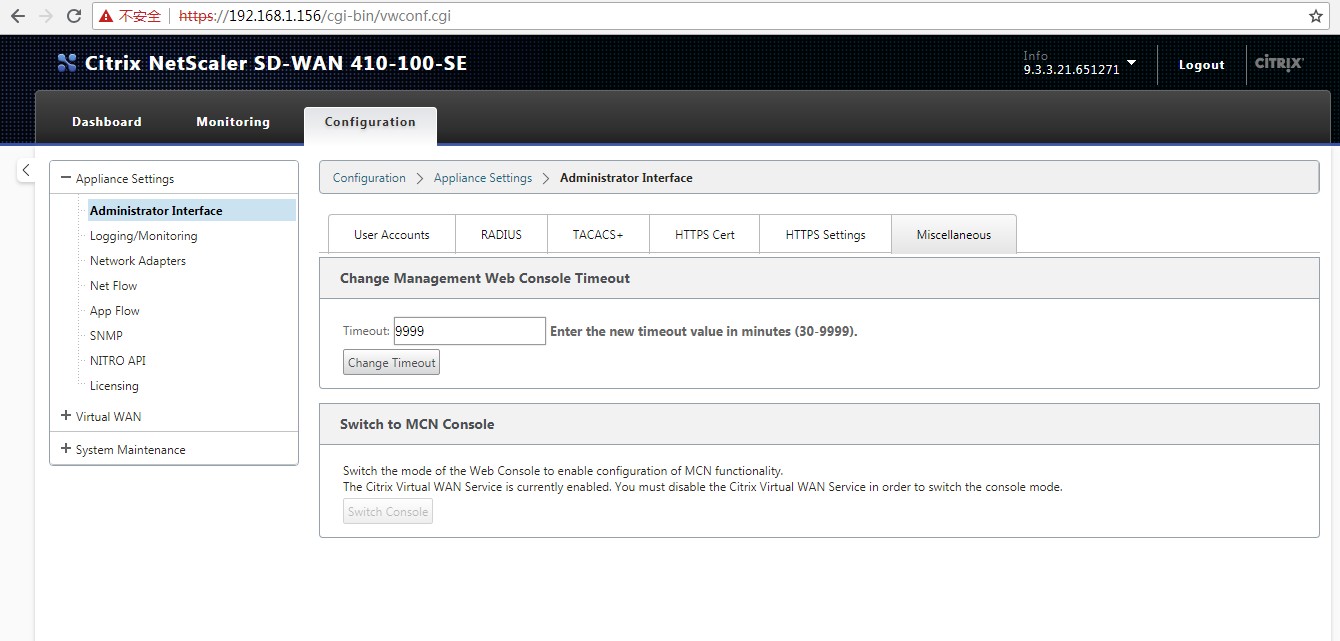 不安全 https://192.168.1.156/cgi-bin/vwconf.cgi
Citrix NetScaler SD-WAN 410-100-SE
Info
9.3.3.21.651271
Logout
CITRIX
Dashboard
Monitoring
Configuration
Appliance Settings
Administrator Interface
Logging/Monitoring
Network Adapters
Net Flow
App Flow
SNMP
NITRO API
Licensing
Virtual WAN
System Maintenance
Configuration > Appliance Settings > Administrator Interface
User Accounts
RADIUS
TACACS+
HTTPS Cert
HTTPS Settings
Miscellaneous
Change Management Web Console Timeout
Timeout: 9999 Enter the new timeout value in minutes (30-9999).
Change Timeout
Switch to MCN Console
Switch the mode of the Web Console to enable configuration of MCN functionality.
The Citrix Virtual WAN Service is currently enabled. You must disable the Citrix Virtual WAN Service in order to switch the console mode.
Switch Console